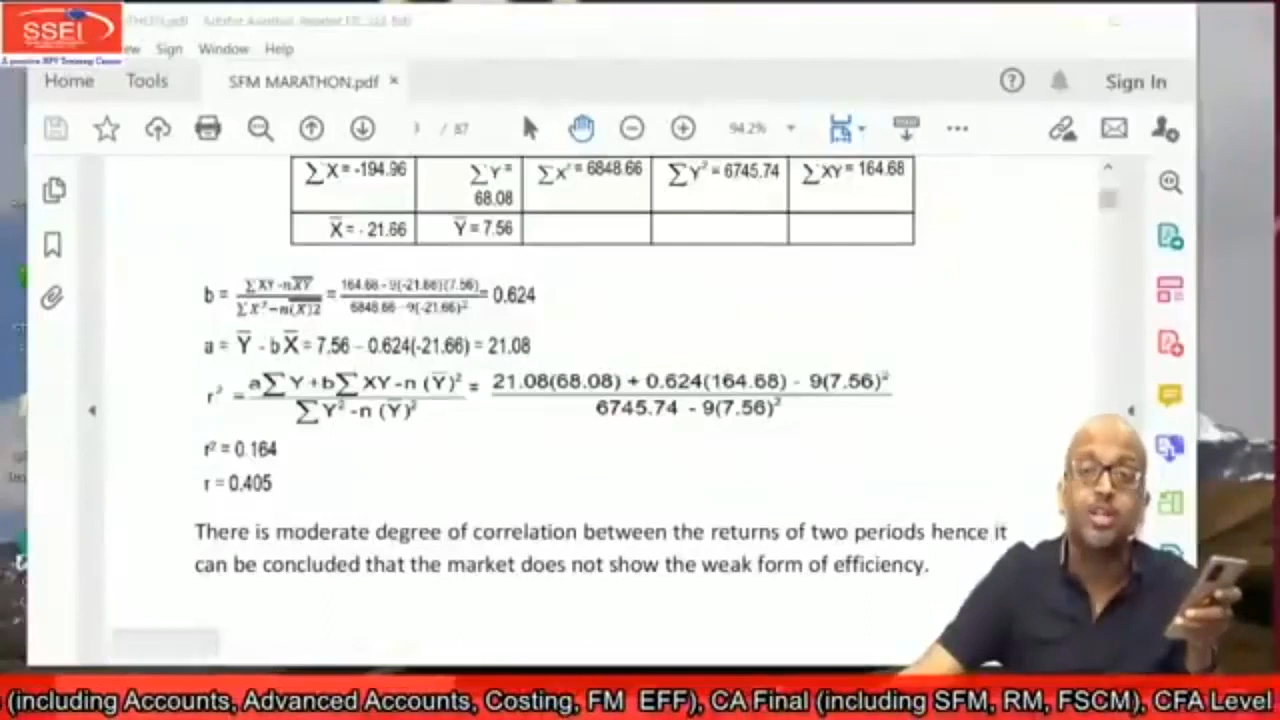 SSEI
Sign Window Help
Home Tools SFM MARATHON.pdf × Sign In
/ 87 94.2%
∑X = -194.96 ∑Y = 68.08 ∑X² = 6848.66 ∑Y² = 6745.74 ∑XY = 164.68
X̅ = - 21.66 Y̅ = 7.56
b = ∑XY - nX̅Y̅ / ∑X² - n(X̅)2 = 164.68 - 9(-21.66)(7.56) / 6848.66 - 9(-21.66)² = 0.624
a = Y̅ - bX̅ = 7.56 – 0.624(-21.66) = 21.08
r² = a∑Y + b∑XY - n (Y̅)² / ∑Y² - n (Y̅)² = 21.08(68.08) + 0.624(164.68) - 9(7.56)² / 6745.74 - 9(7.56)²
r² = 0.164
r = 0.405
There is moderate degree of correlation between the returns of two periods hence it
can be concluded that the market does not show the weak form of efficiency.
(including Accounts, Advanced Accounts, Costing, FM EFF), CA Final (including SFM, RM, FSCM), CFA Level